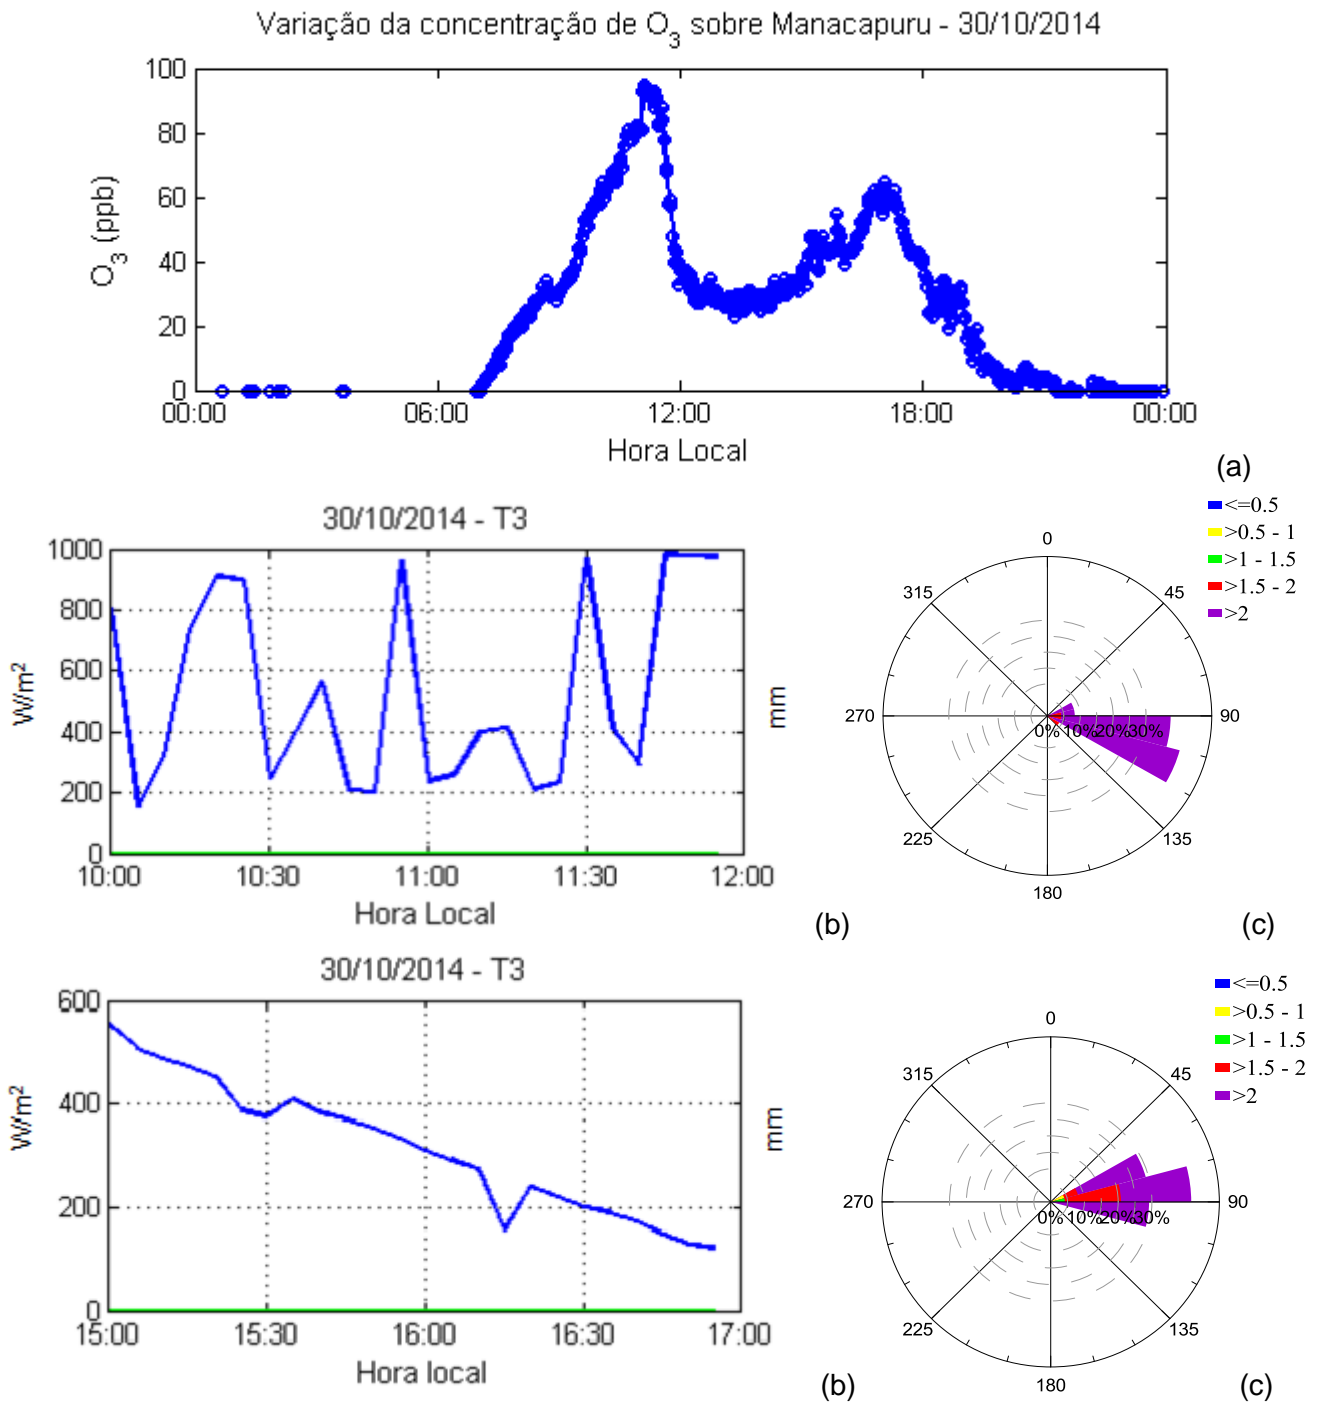 Variação da concentração de O3 sobre Manacapuru - 30/10/2014
100
80
60
40
20
0
O3 (ppb)
00:00 06:00 12:00 18:00 00:00
Hora Local
(a)
30/10/2014 - T3
1000
800
600
400
200
0
W/m²
mm
10:00 10:30 11:00 11:30 12:00
Hora Local
(b)
<=0.5
>0.5 - 1
>1 - 1.5
>1.5 - 2
>2
0
315 45
270 90
0% 10% 20% 30%
225 135
180
(c)
30/10/2014 - T3
600
400
200
0
W/m²
mm
15:00 15:30 16:00 16:30 17:00
Hora local
(b)
<=0.5
>0.5 - 1
>1 - 1.5
>1.5 - 2
>2
0
315 45
270 90
0% 10% 20% 30%
225 135
180
(c)